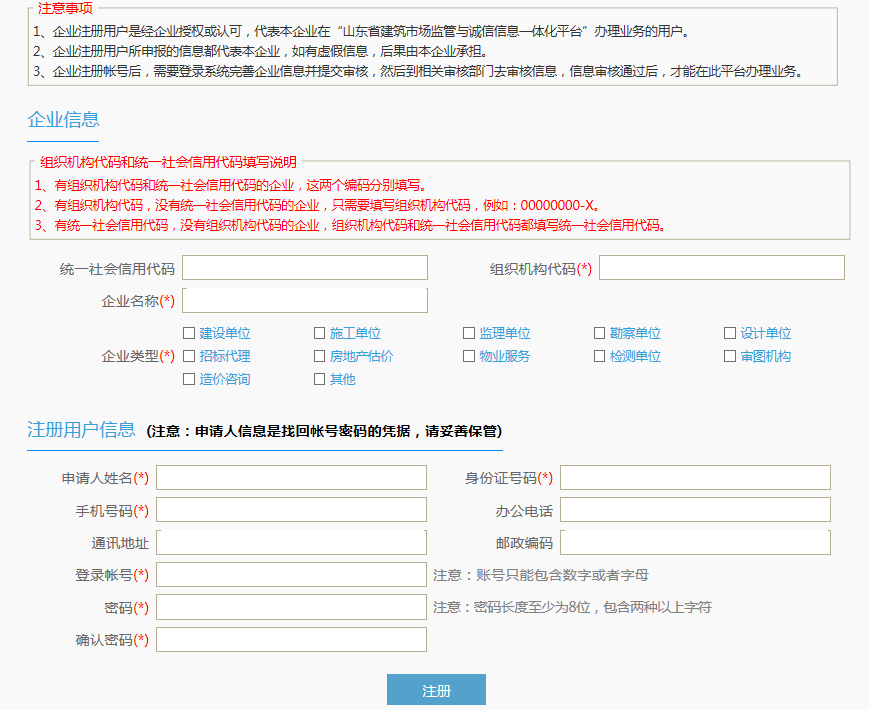 注意事项
1、企业注册用户是经企业授权或认可，代表本企业在“山东省建筑市场监管与诚信信息一体化平台”办理业务的用户。
2、企业注册用户所申报的信息都代表本企业，如有虚假信息，后果由本企业承担。
3、企业注册帐号后，需要登录系统完善企业信息并提交审核，然后到相关审核部门去审核信息，信息审核通过后，才能在此平台办理业务。
企业信息
组织机构代码和统一社会信用代码填写说明
1、有组织机构代码和统一社会信用代码的企业，这两个编码分别填写。
2、有组织机构代码，没有统一社会信用代码的企业，只需要填写组织机构代码，例如：00000000-X。
3、有统一社会信用代码，没有组织机构代码的企业，组织机构代码和统一社会信用代码都填写统一社会信用代码。
统一社会信用代码 组织机构代码(*)
企业名称(*)
建设单位 施工单位 监理单位 勘察单位 设计单位
企业类型(*) 招标代理 房地产估价 物业服务 检测单位 审图机构
造价咨询 其他
注册用户信息 (注意：申请人信息是找回帐号密码的凭据，请妥善保管)
申请人姓名(*) 身份证号码(*)
手机号码(*) 办公电话
通讯地址 邮政编码
登录帐号(*) 注意：账号只能包含数字或者字母
密码(*) 注意：密码长度至少为8位，包含两种以上字符
确认密码(*)
注册